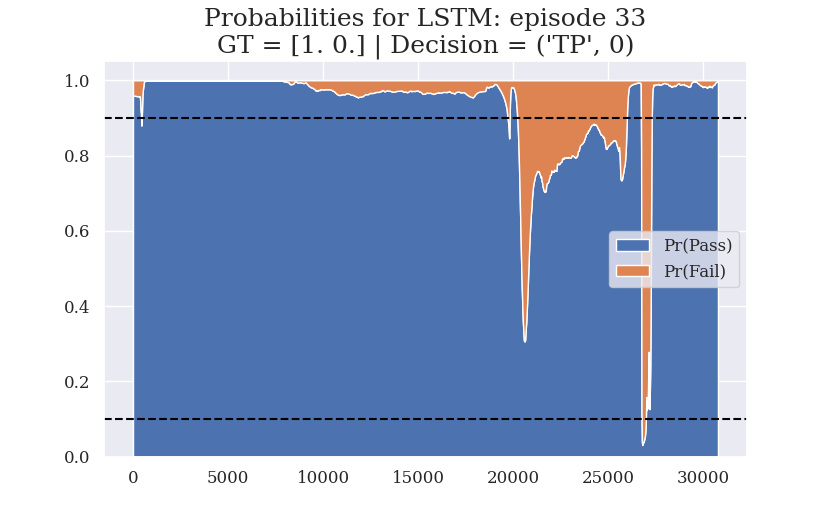 Probabilities for LSTM: episode 33
GT = [1. 0.] | Decision = ('TP', 0)
1.0
0.8
0.6
0.4
0.2
0.0
Pr(Pass)
Pr(Fail)
0 5000 10000 15000 20000 25000 30000